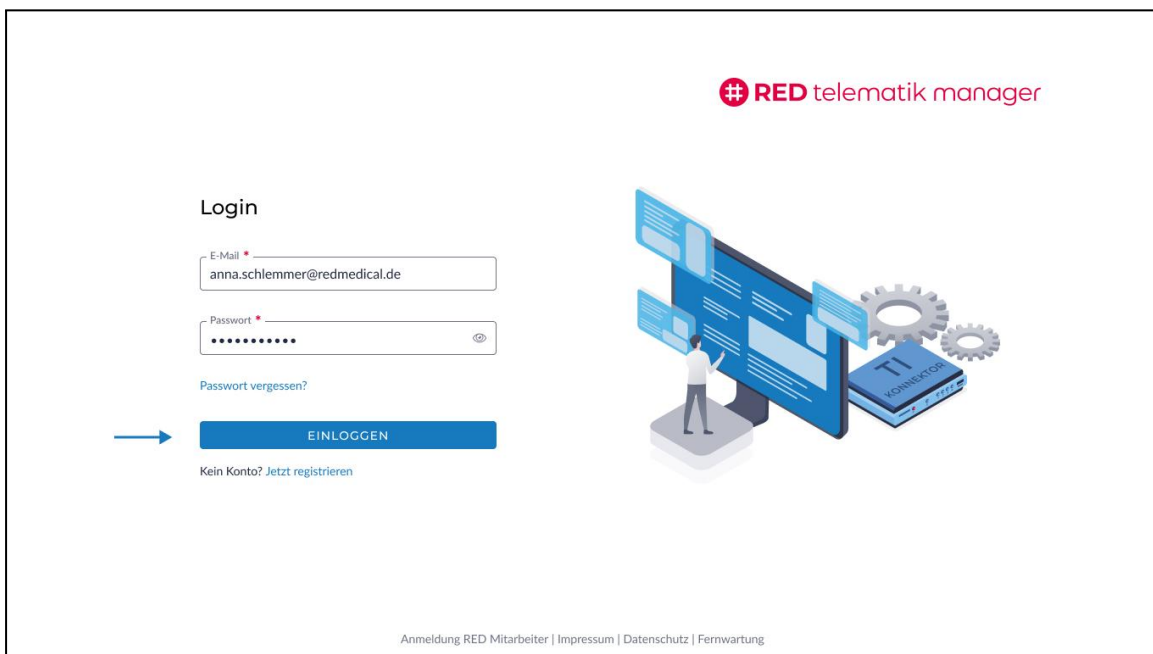 # RED telematik manager
Login
E-Mail *
anna.schlemmer@redmedical.de
Passwort *
•••••••••••
Passwort vergessen?
EINLOGGEN
Kein Konto? Jetzt registrieren
TI
KONNEKTOR
Anmeldung RED Mitarbeiter | Impressum | Datenschutz | Fernwartung